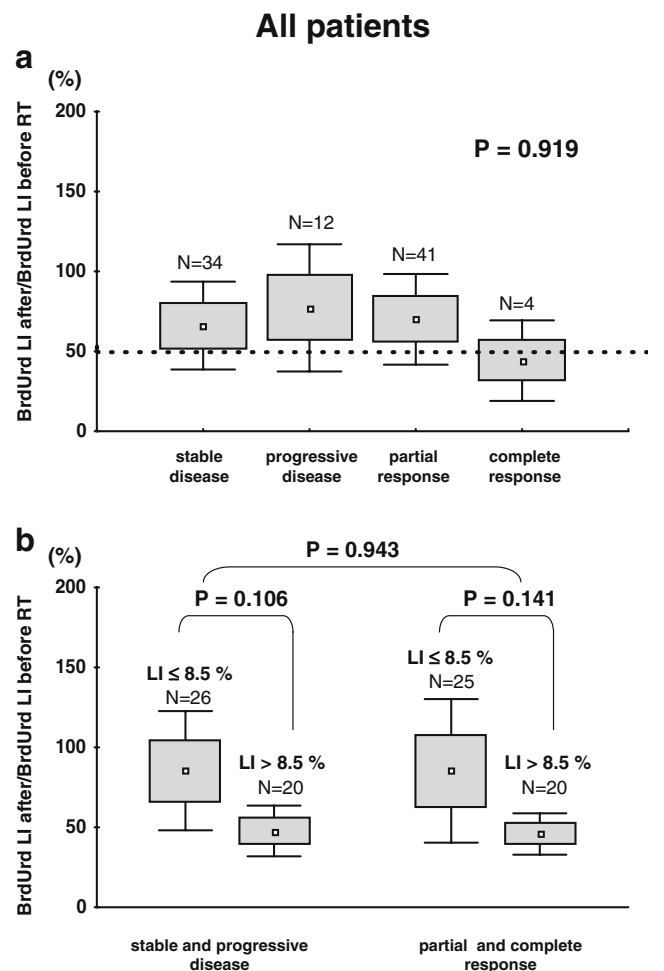 All patients
a
(%)
BrdUrd LI after/BrdUrd LI before RT
200
150
100
50
0
P = 0.919
N=34
N=12
N=41
N=4
stable
disease
progressive
disease
partial
response
complete
response
b
(%)
BrdUrd LI after/BrdUrd LI before RT
200
150
100
50
0
P = 0.943
P = 0.106
P = 0.141
LI ≤ 8.5 %
N=26
LI > 8.5 %
N=20
LI ≤ 8.5 %
N=25
LI > 8.5 %
N=20
stable and progressive
disease
partial and complete
response